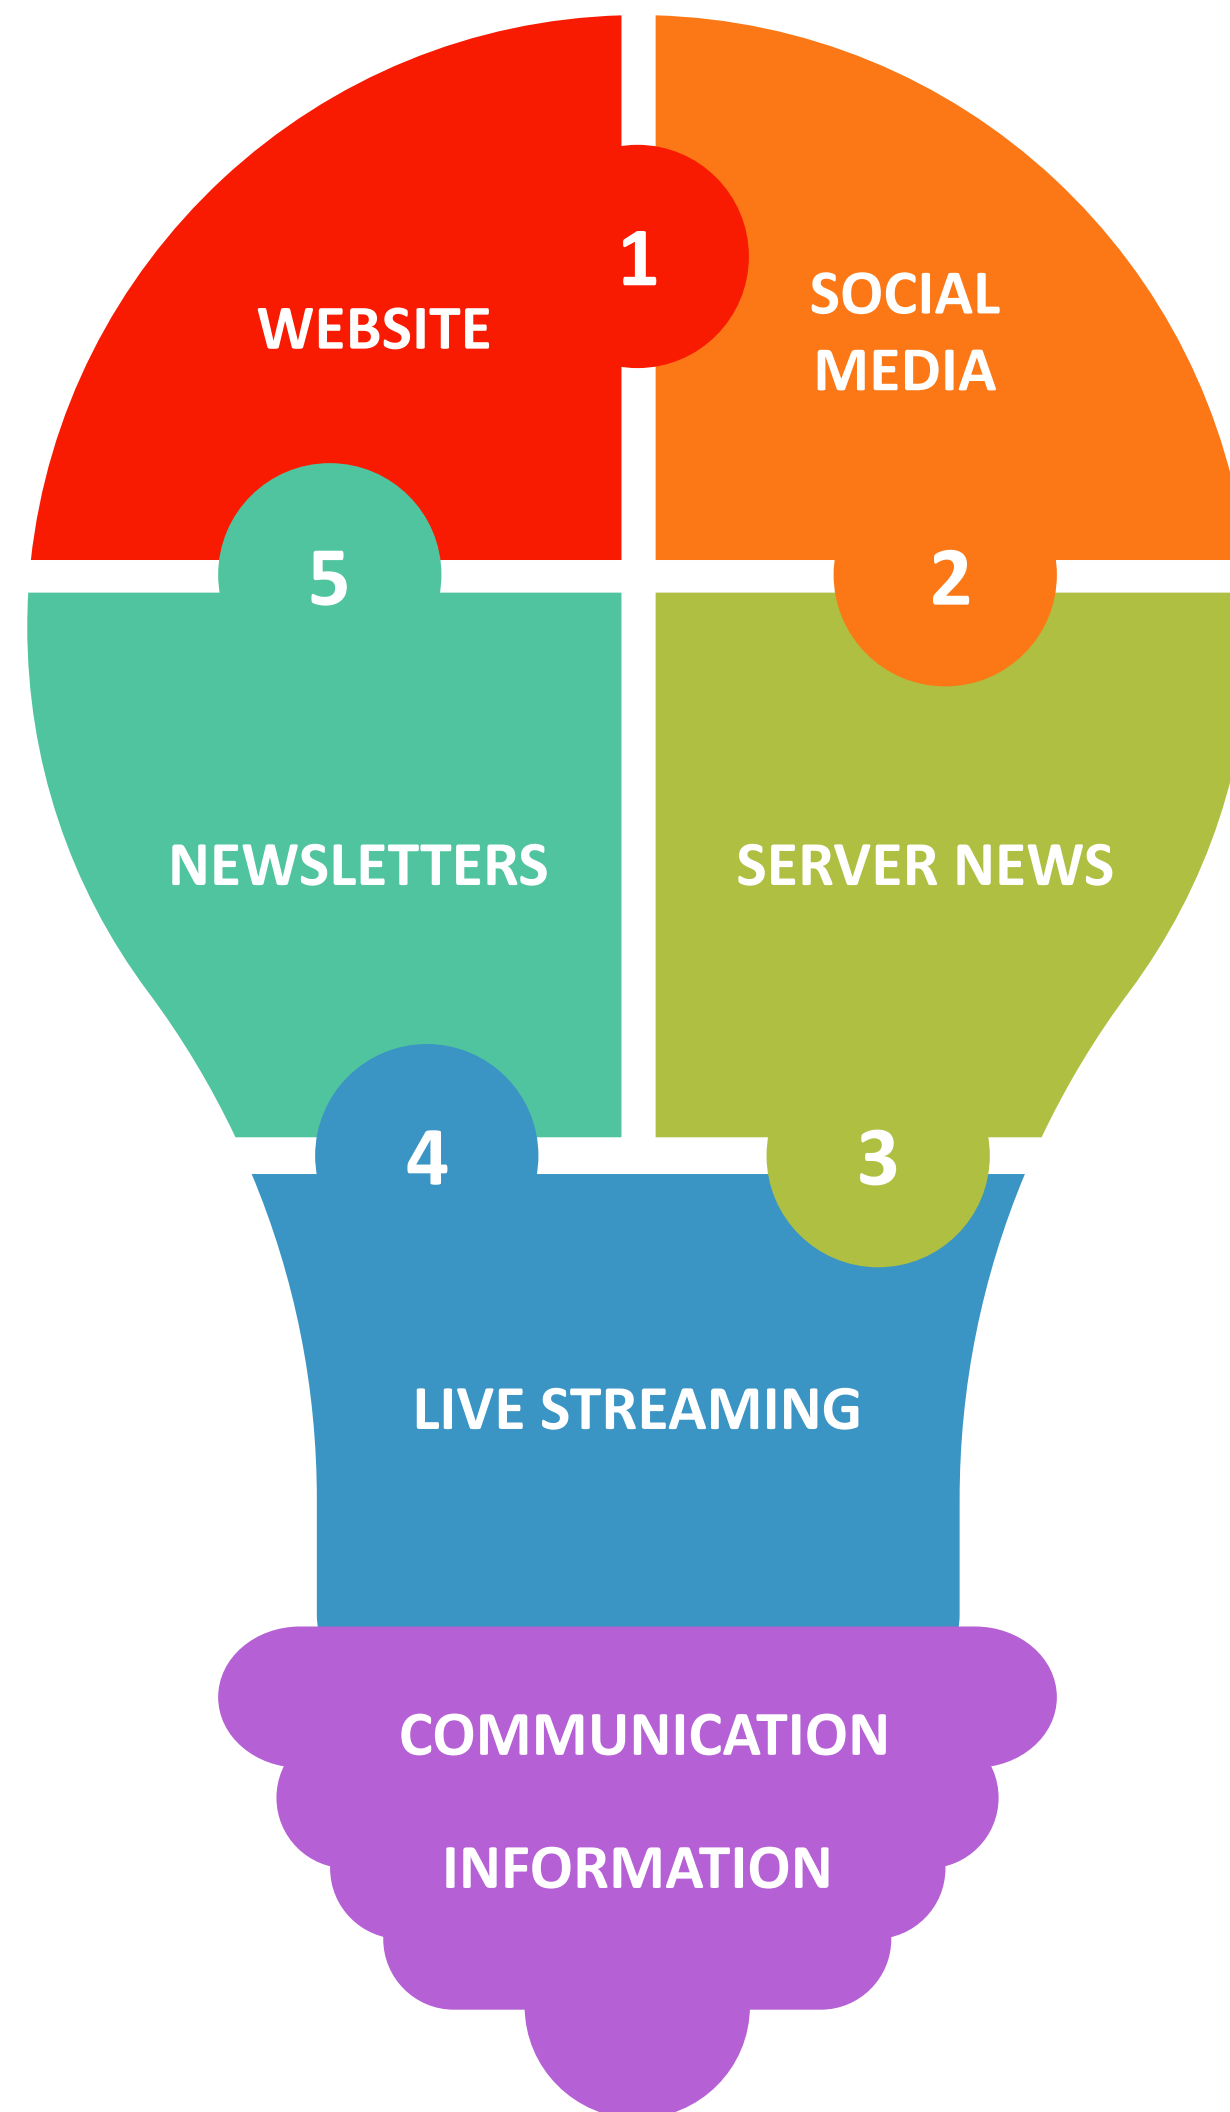 1
WEBSITE
SOCIAL
MEDIA
5
2
NEWSLETTERS
SERVER NEWS
4
3
LIVE STREAMING
COMMUNICATION
INFORMATION